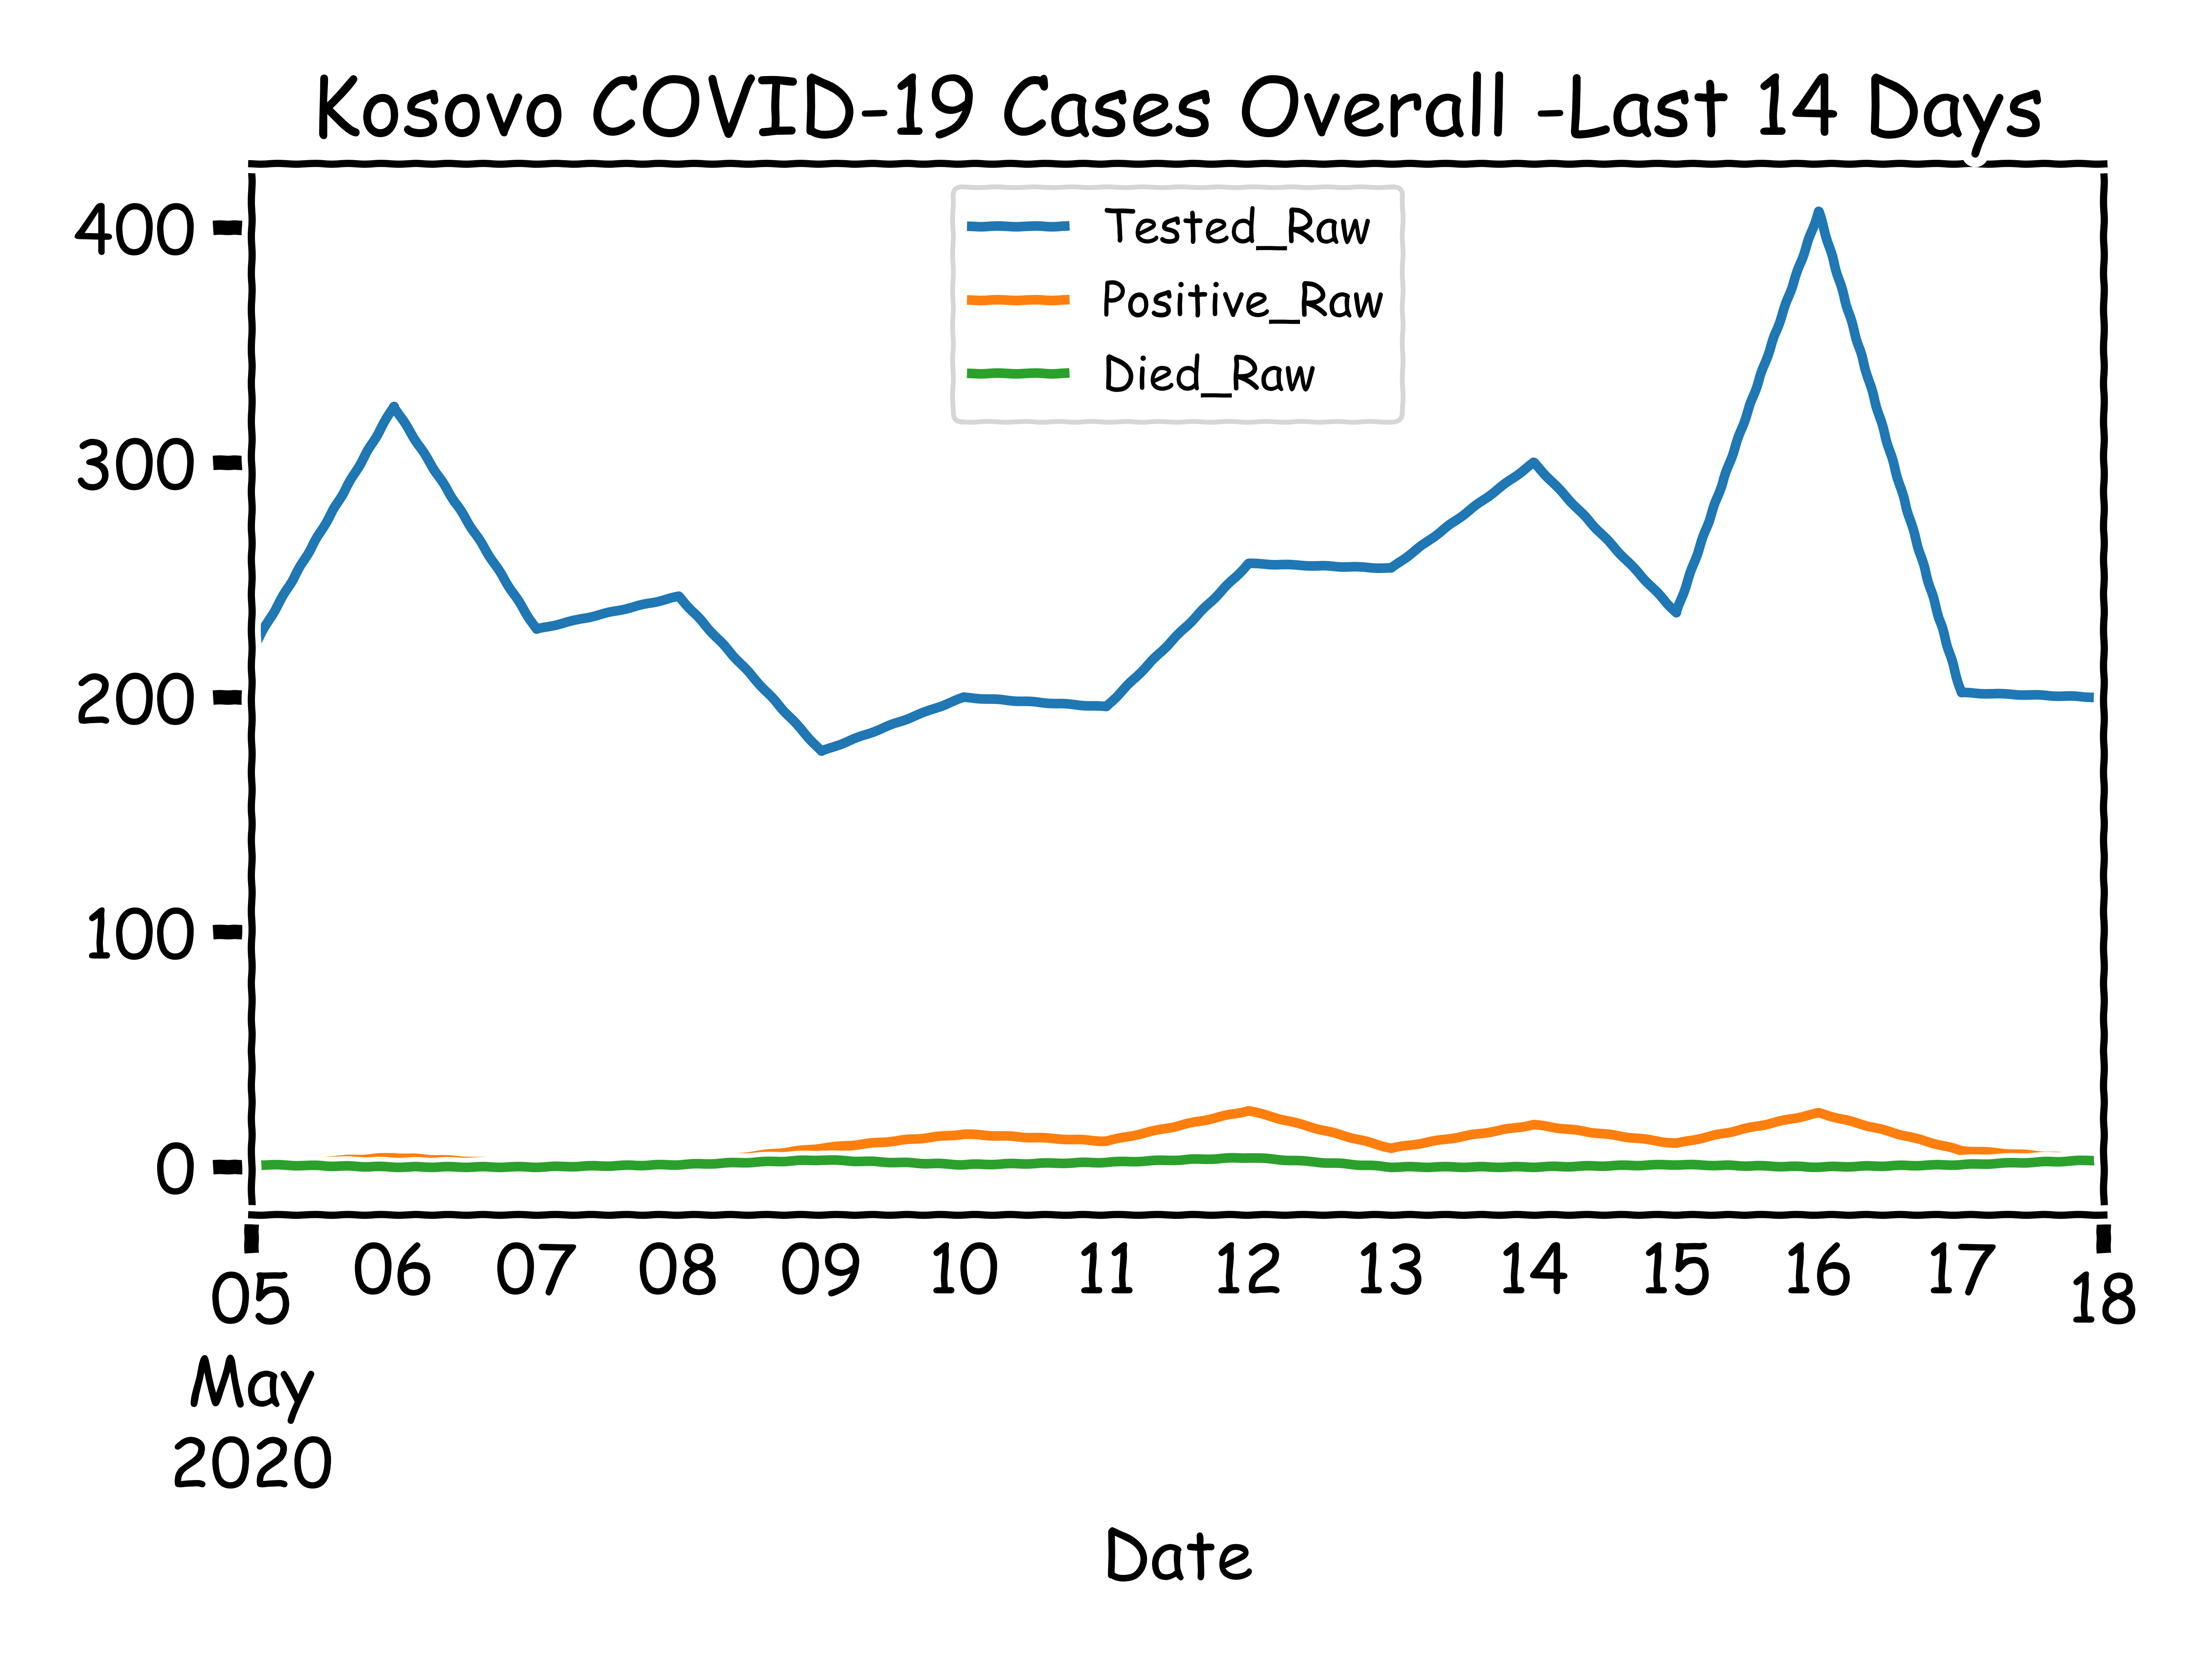 Kosovo COVID-19 Cases Overall -Last 14 Days
Tested_Raw
Positive_Raw
Died_Raw
400
300
200
100
0
05 06 07 08 09 10 11 12 13 14 15 16 17 18
May
2020
Date